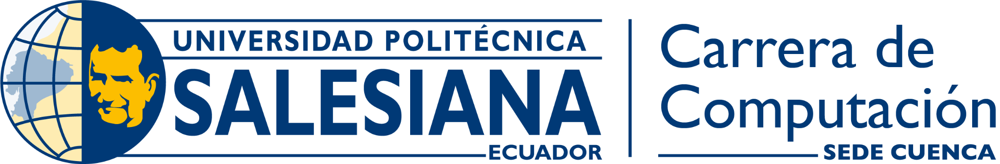 UNIVERSIDAD POLITÉCNICA
SALESIANA
ECUADOR
Carrera de
Computación
SEDE CUENCA